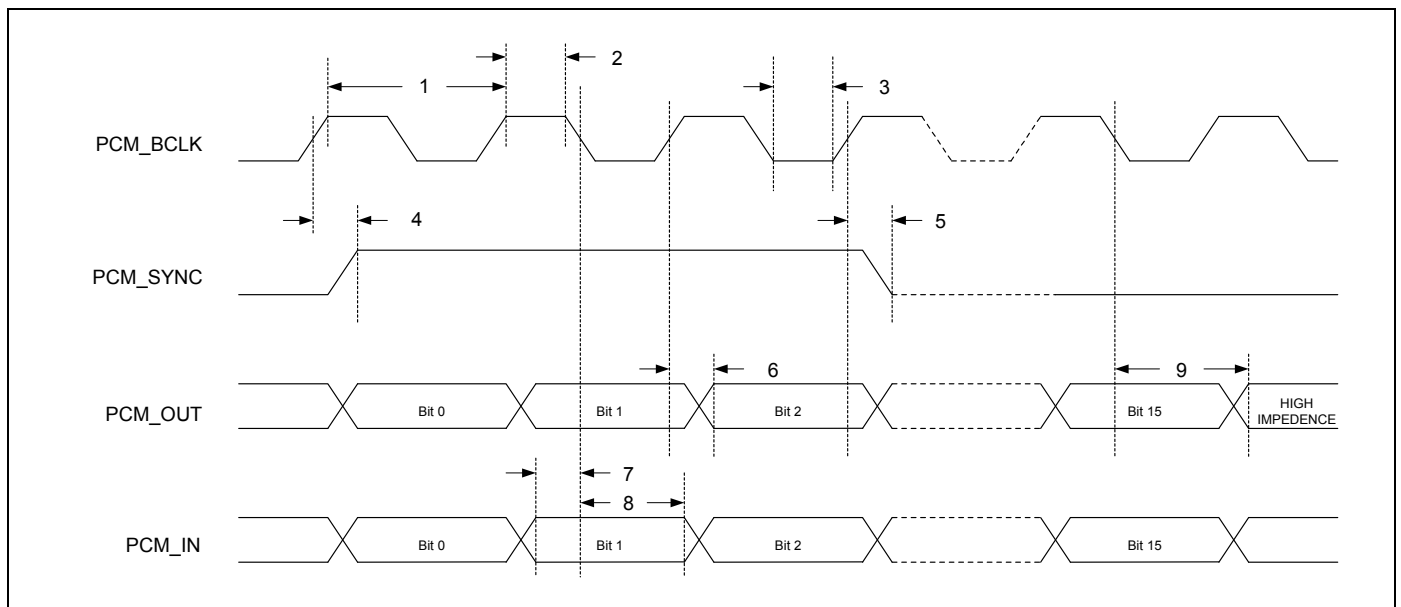 2
1
3
PCM_BCLK
4
5
PCM_SYNC
6
9
PCM_OUT
Bit 0
Bit 1
Bit 2
Bit 15
HIGH
IMPEDENCE
7
8
PCM_IN
Bit 0
Bit 1
Bit 2
Bit 15